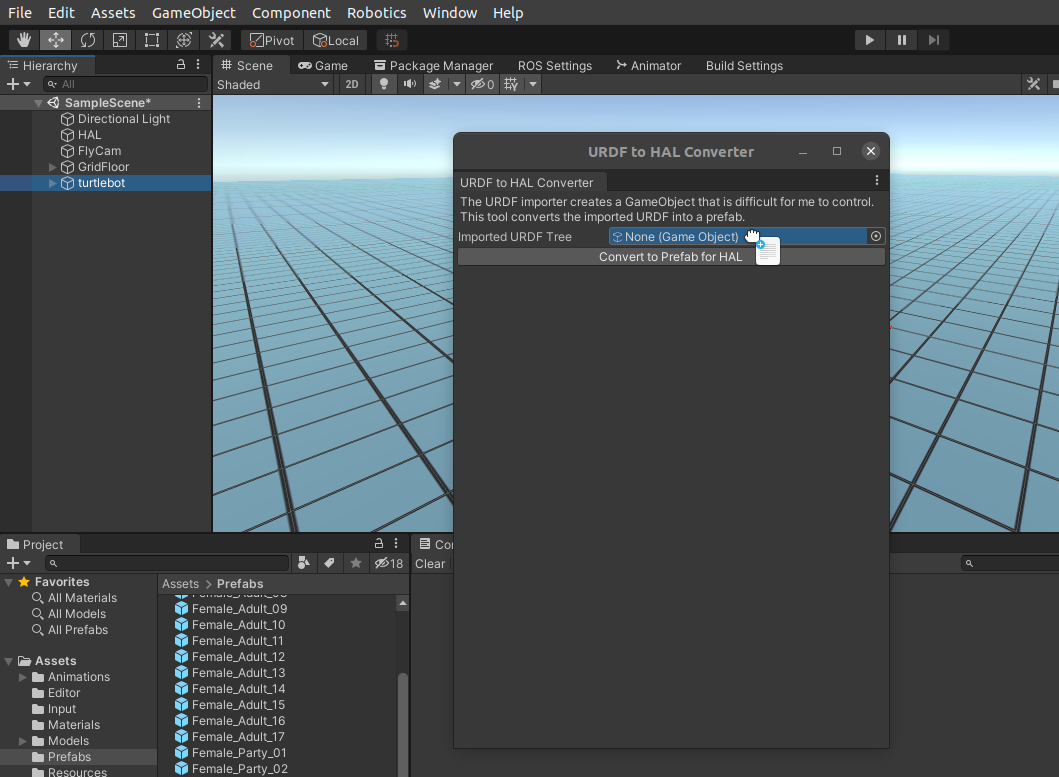 File Edit Assets GameObject Component Robotics Window Help
Pivot Local
Hierarchy
All
SampleScene*
Directional Light
HAL
FlyCam
GridFloor
turtlebot
Scene Game Package Manager ROS Settings Animator Build Settings
Shaded 2D 0
URDF to HAL Converter
URDF to HAL Converter
The URDF importer creates a GameObject that is difficult for me to control.
This tool converts the imported URDF into a prefab.
Imported URDF Tree None (Game Object)
Convert to Prefab for HAL
Project
18
Favorites
All Materials
All Models
All Prefabs
Assets
Animations
Editor
Input
Materials
Models
Prefabs
Resources
Assets > Prefabs
Female_Adult_09
Female_Adult_10
Female_Adult_11
Female_Adult_12
Female_Adult_13
Female_Adult_14
Female_Adult_15
Female_Adult_16
Female_Adult_17
Female_Party_01
Female_Party_02
Co
Clear